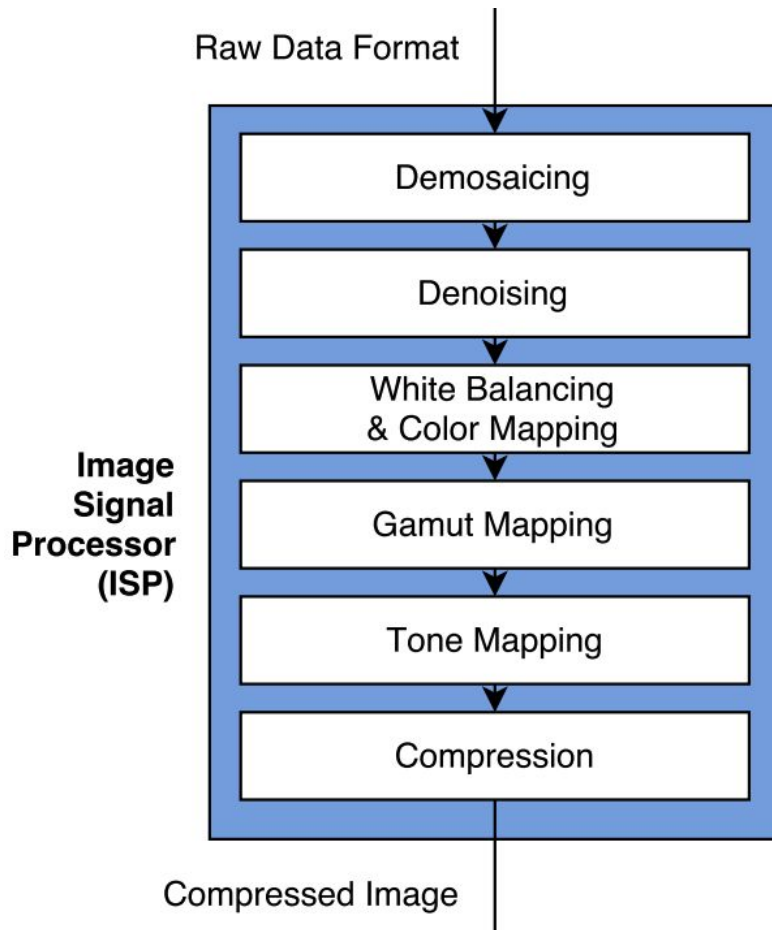 Raw Data Format
Demosaicing
Denoising
White Balancing
& Color Mapping
Image
Signal
Processor
(ISP)
Gamut Mapping
Tone Mapping
Compression
Compressed Image